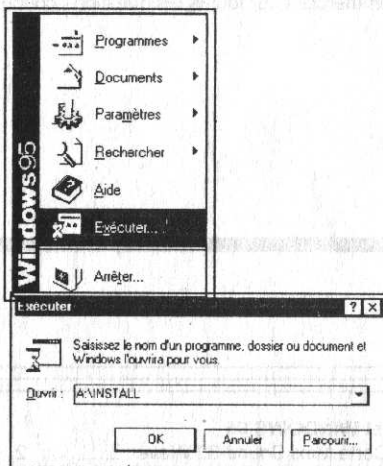 Programmes
Documents
Paramètres
Rechercher
Aide
Exécuter...
Arrêter...
Windows95
Exécuter
Saisissez le nom d'un programme, dossier ou document et
Windows l'ouvrira pour vous.
Ouvrir : A:\INSTALL
OK Annuler Parcourir...